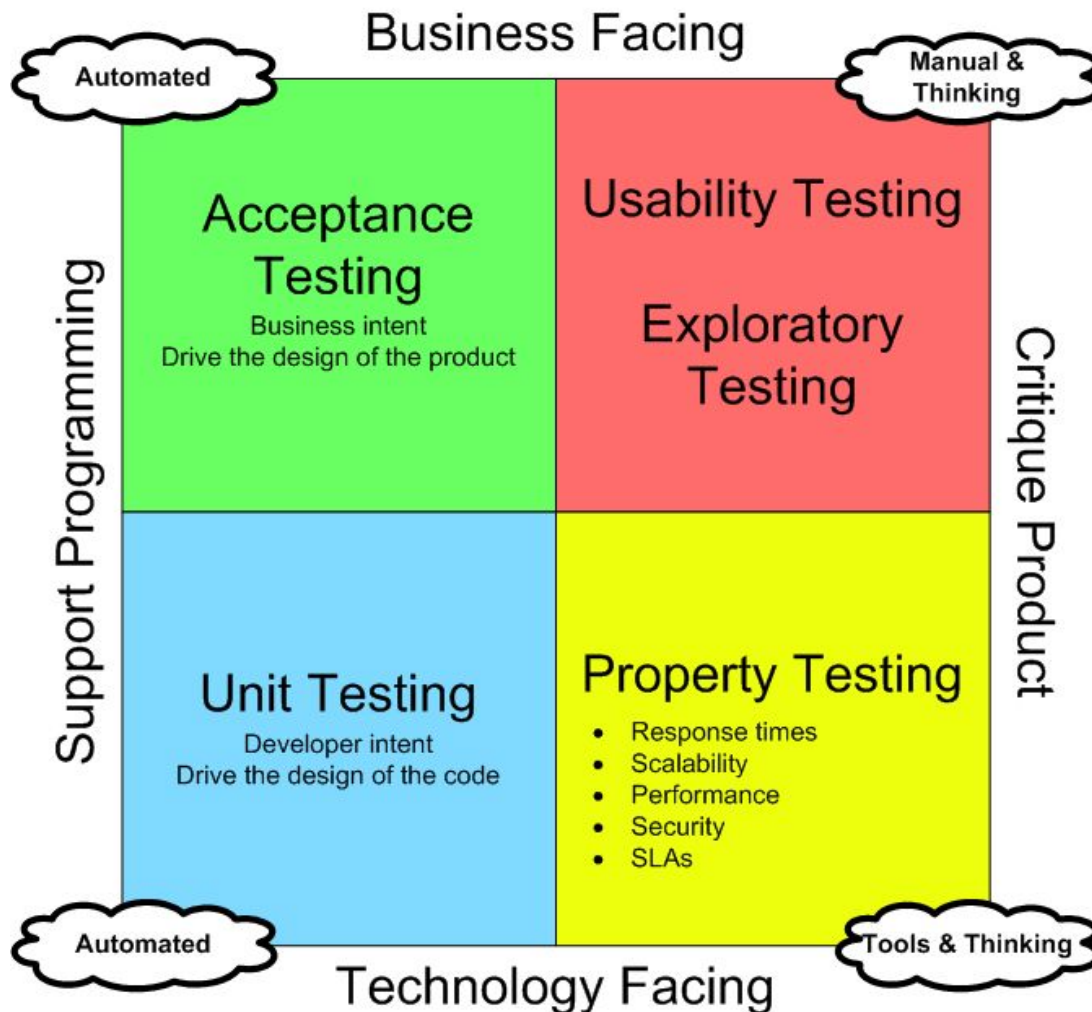 Business Facing
Automated
Manual &
Thinking
Acceptance
Testing
Business intent
Drive the design of the product
Usability Testing
Exploratory
Testing
Support Programming
Critique Product
Unit Testing
Developer intent
Drive the design of the code
Property Testing
• Response times
• Scalability
• Performance
• Security
• SLAs
Automated
Tools & Thinking
Technology Facing